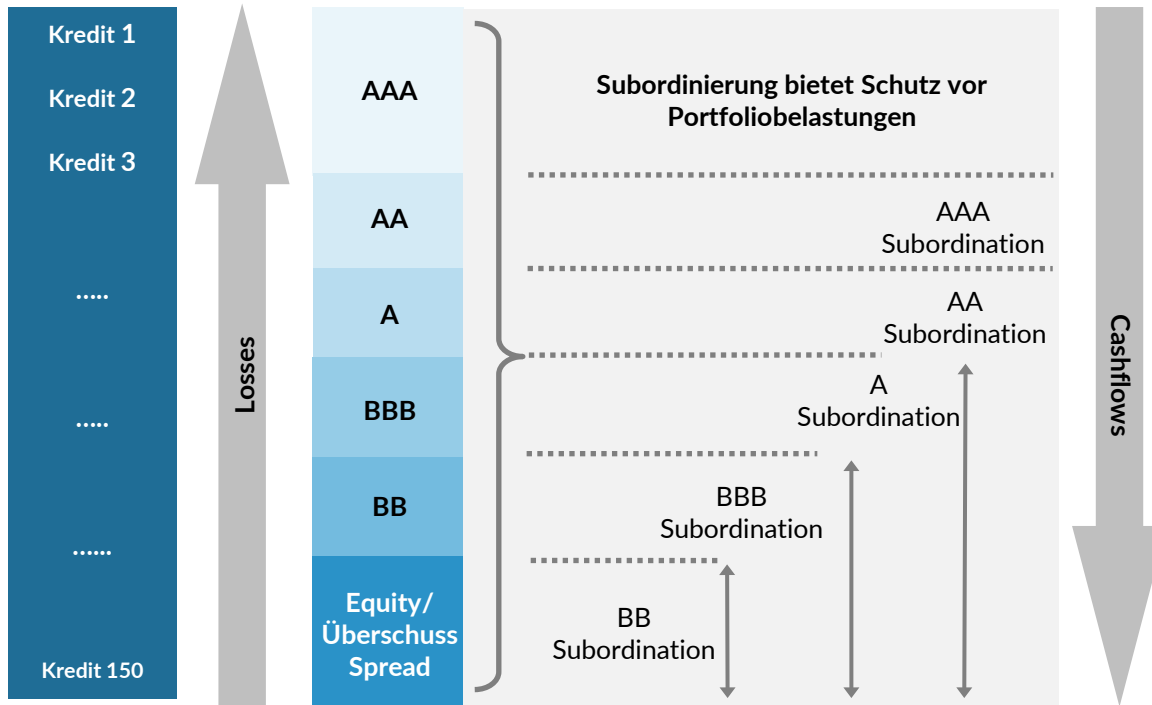 Kredit 1
Kredit 2
Kredit 3
.....
.....
......
Kredit 150
Losses
AAA
AA
A
BBB
BB
Equity/
Überschuss
Spread
Subordinierung bietet Schutz vor
Portfoliobelastungen
AAA
Subordination
AA
Subordination
A
Subordination
BBB
Subordination
BB
Subordination
Cashflows